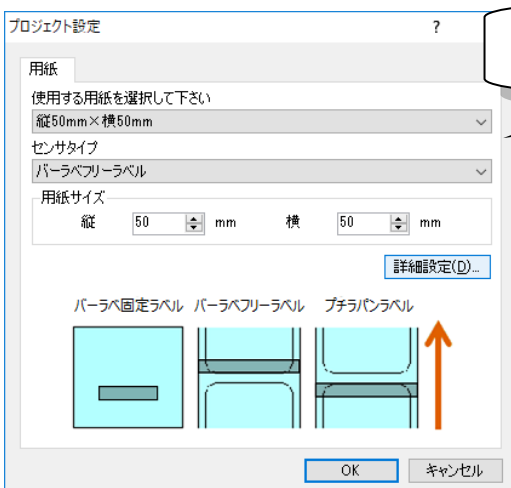 プロジェクト設定 ?
用紙
使用する用紙を選択して下さい
縦50mm×横50mm
センサタイプ
バーラベフリーラベル
用紙サイズ
縦 50 mm 横 50 mm
詳細設定(D)...
バーラベ固定ラベル バーラベフリーラベル プチラパンラベル
OK キャンセル